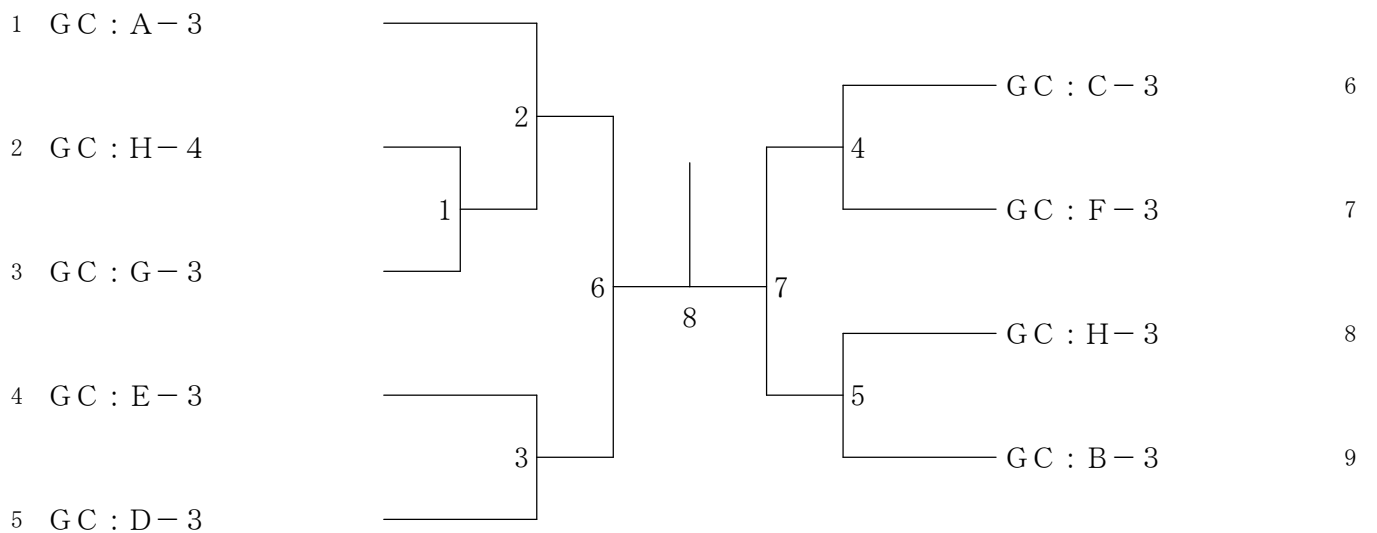 1 GC：A－3
2 GC：H－4
3 GC：G－3
4 GC：E－3
5 GC：D－3
2
1
3
6
8
7
4
5
GC：C－3 6
GC：F－3 7
GC：H－3 8
GC：B－3 9